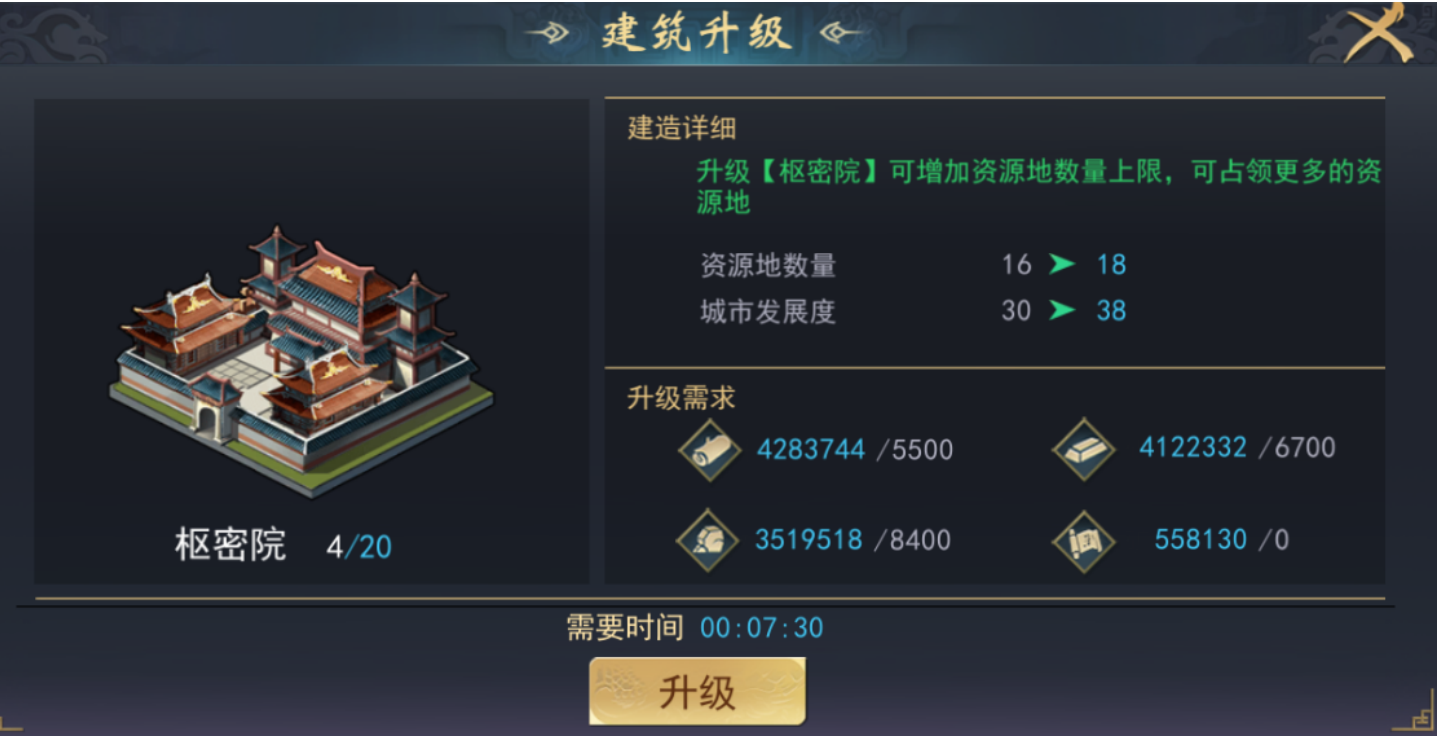 建筑升级
建造详细
升级【枢密院】可增加资源地数量上限，可占领更多的资
源地
资源地数量 16 18
城市发展度 30 38
升级需求
4283744 /5500 4122332 /6700
3519518 /8400 558130 /0
枢密院 4/20
需要时间 00:07:30
升级